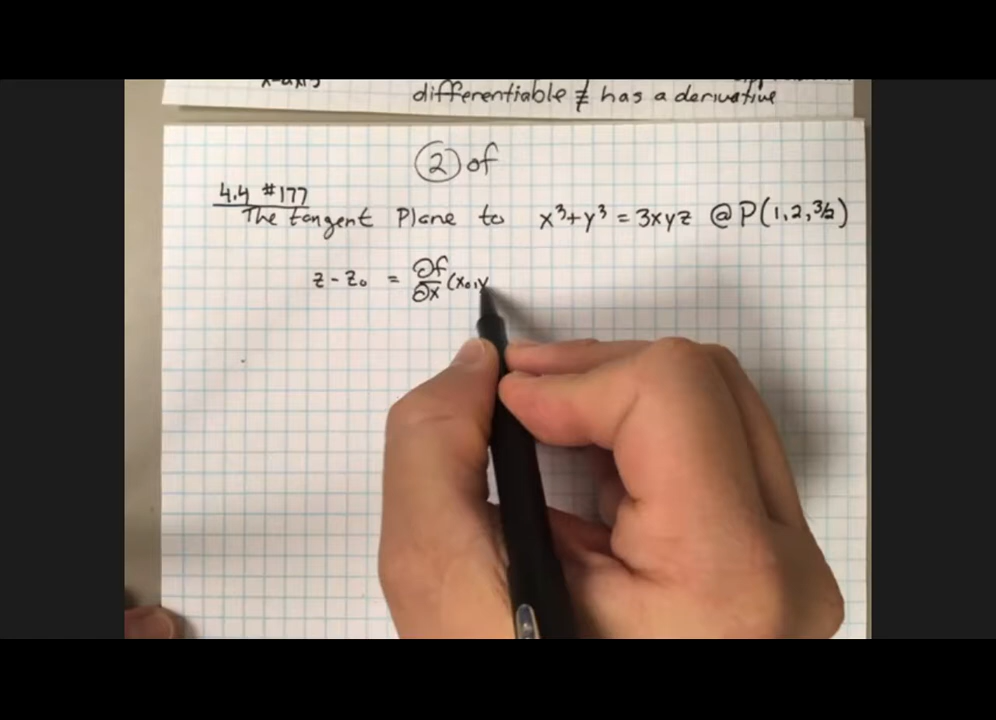 differentiable ≠ has a derivative
② of
4.4 #177
The tangent Plane to x³+y³ = 3xyz @ P(1,2,3/2)
z - z₀ = ∂f/∂x (x₀,y